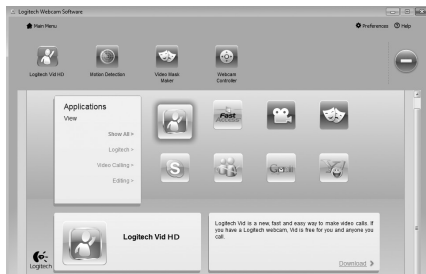 Logitech Webcam Software
Main Menu
Preferences
Help
Logitech Vid HD
Motion Detection
Video Mask
Maker
Webcam
Controller
Applications
View
Show All >
Logitech >
Video Calling >
Editing >
Fast
Access
Logitech Vid HD
Logitech Vid is a new, fast and easy way to make video calls. If
you have a Logitech webcam, Vid is free for you and anyone you
call.
Download >
Logitech